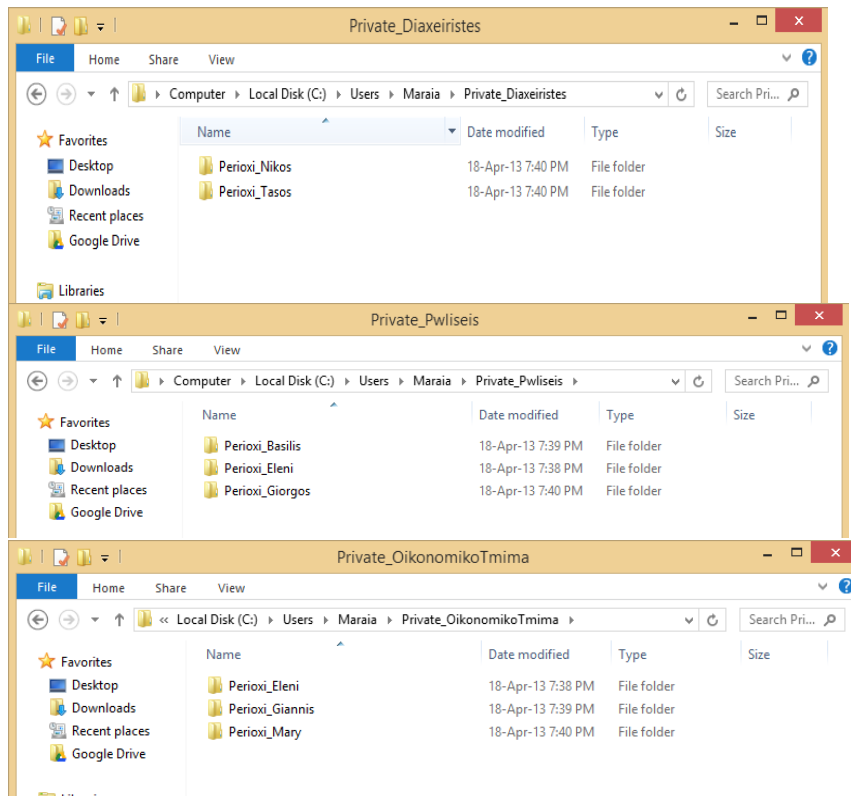 Private_Diaxeiristes
File Home Share View
Computer Local Disk (C:) Users Maraia Private_Diaxeiristes Search Pri...
Favorites Name Date modified Type Size
Desktop Perioxi_Nikos 18-Apr-13 7:40 PM File folder
Downloads Perioxi_Tasos 18-Apr-13 7:40 PM File folder
Recent places
Google Drive
Libraries
Private_Pwliseis
File Home Share View
Computer Local Disk (C:) Users Maraia Private_Pwliseis Search Pri...
Favorites Name Date modified Type Size
Desktop Perioxi_Basilis 18-Apr-13 7:39 PM File folder
Downloads Perioxi_Eleni 18-Apr-13 7:38 PM File folder
Recent places Perioxi_Giorgos 18-Apr-13 7:40 PM File folder
Google Drive
Private_OikonomikoTmima
File Home Share View
« Local Disk (C:) Users Maraia Private_OikonomikoTmima Search Pri...
Favorites Name Date modified Type Size
Desktop Perioxi_Eleni 18-Apr-13 7:38 PM File folder
Downloads Perioxi_Giannis 18-Apr-13 7:39 PM File folder
Recent places Perioxi_Mary 18-Apr-13 7:40 PM File folder
Google Drive